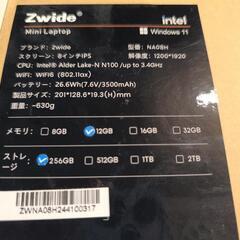 Zwide
intel
Mini Laptop
Windows 11
ブランド: Zwide
型番: NA08H
スクリーン: 8インチIPS
解像度: 1200*1920
CPU: Intel® Alder Lake-N N100 /up to 3.4GHz
WiFi: WiFi6 (802.11ax)
バッテリー: 26.6Wh(7.6V/3500mAh)
製品サイズ: 201*128.6*19.3(H)mm
重量: ~630g
メモリ: 8GB 12GB 16GB 32GB
ストレージ: 256GB 512GB 1TB 2TB
ZWNA08H244100317